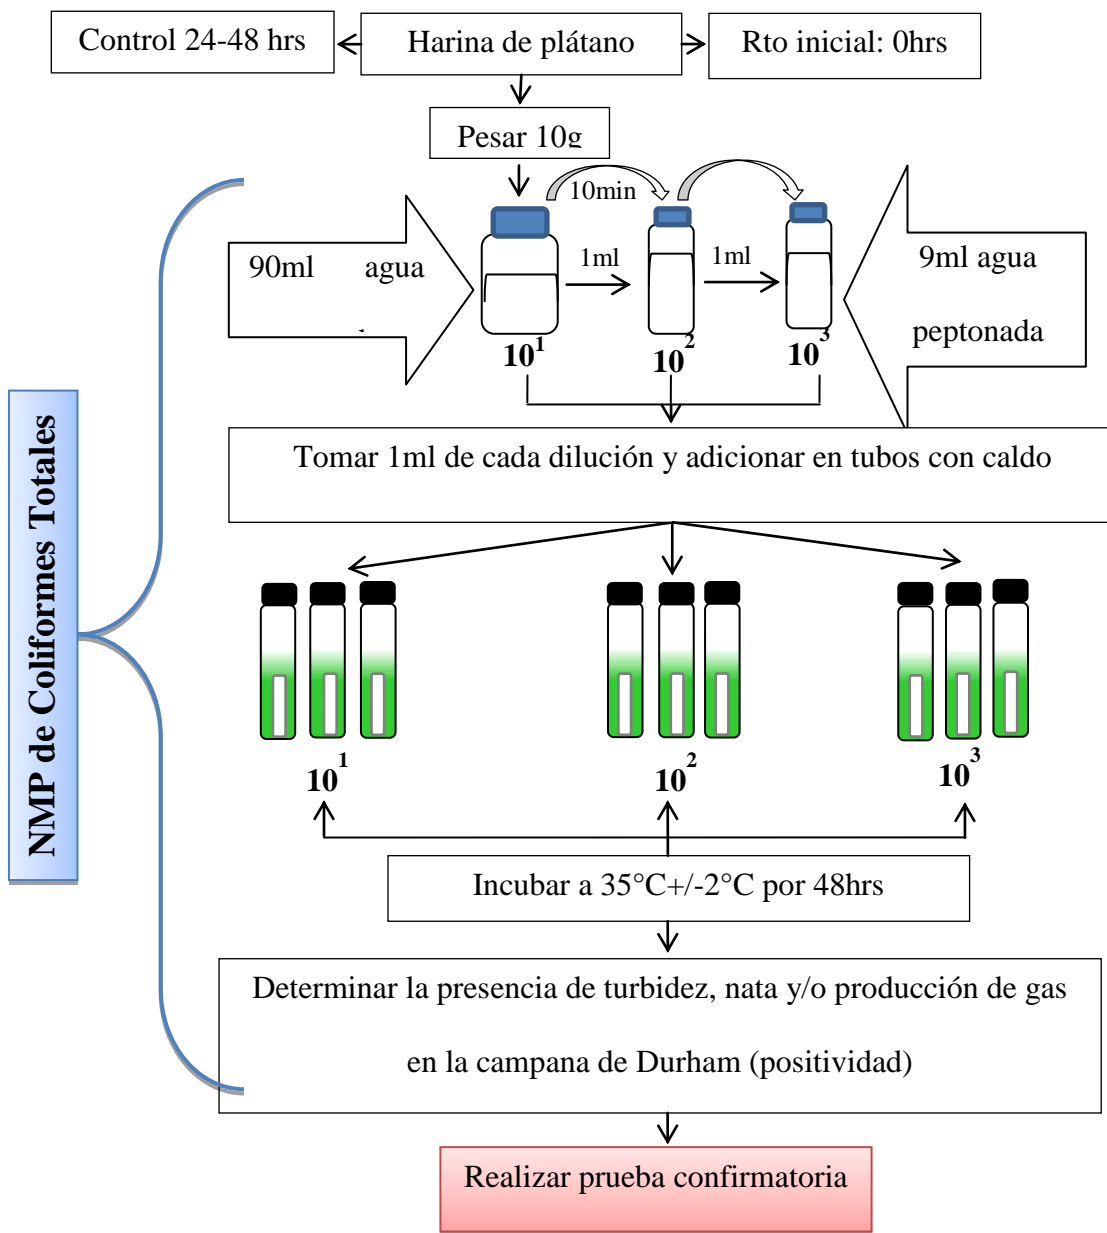 Control 24-48 hrs
Harina de plátano
Rto inicial: 0hrs
Pesar 10g
10min
90ml agua
1ml
1ml
9ml agua
peptonada
10¹
10²
10³
Tomar 1ml de cada dilución y adicionar en tubos con caldo
NMP de Coliformes Totales
10¹
10²
10³
Incubar a 35°C+/-2°C por 48hrs
Determinar la presencia de turbidez, nata y/o producción de gas
en la campana de Durham (positividad)
Realizar prueba confirmatoria